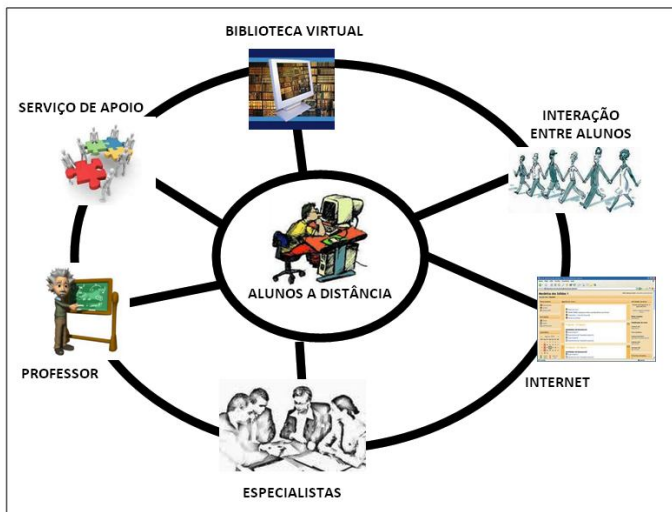 BIBLIOTECA VIRTUAL
SERVIÇO DE APOIO
INTERAÇÃO
ENTRE ALUNOS
ALUNOS A DISTÂNCIA
PROFESSOR
INTERNET
ESPECIALISTAS